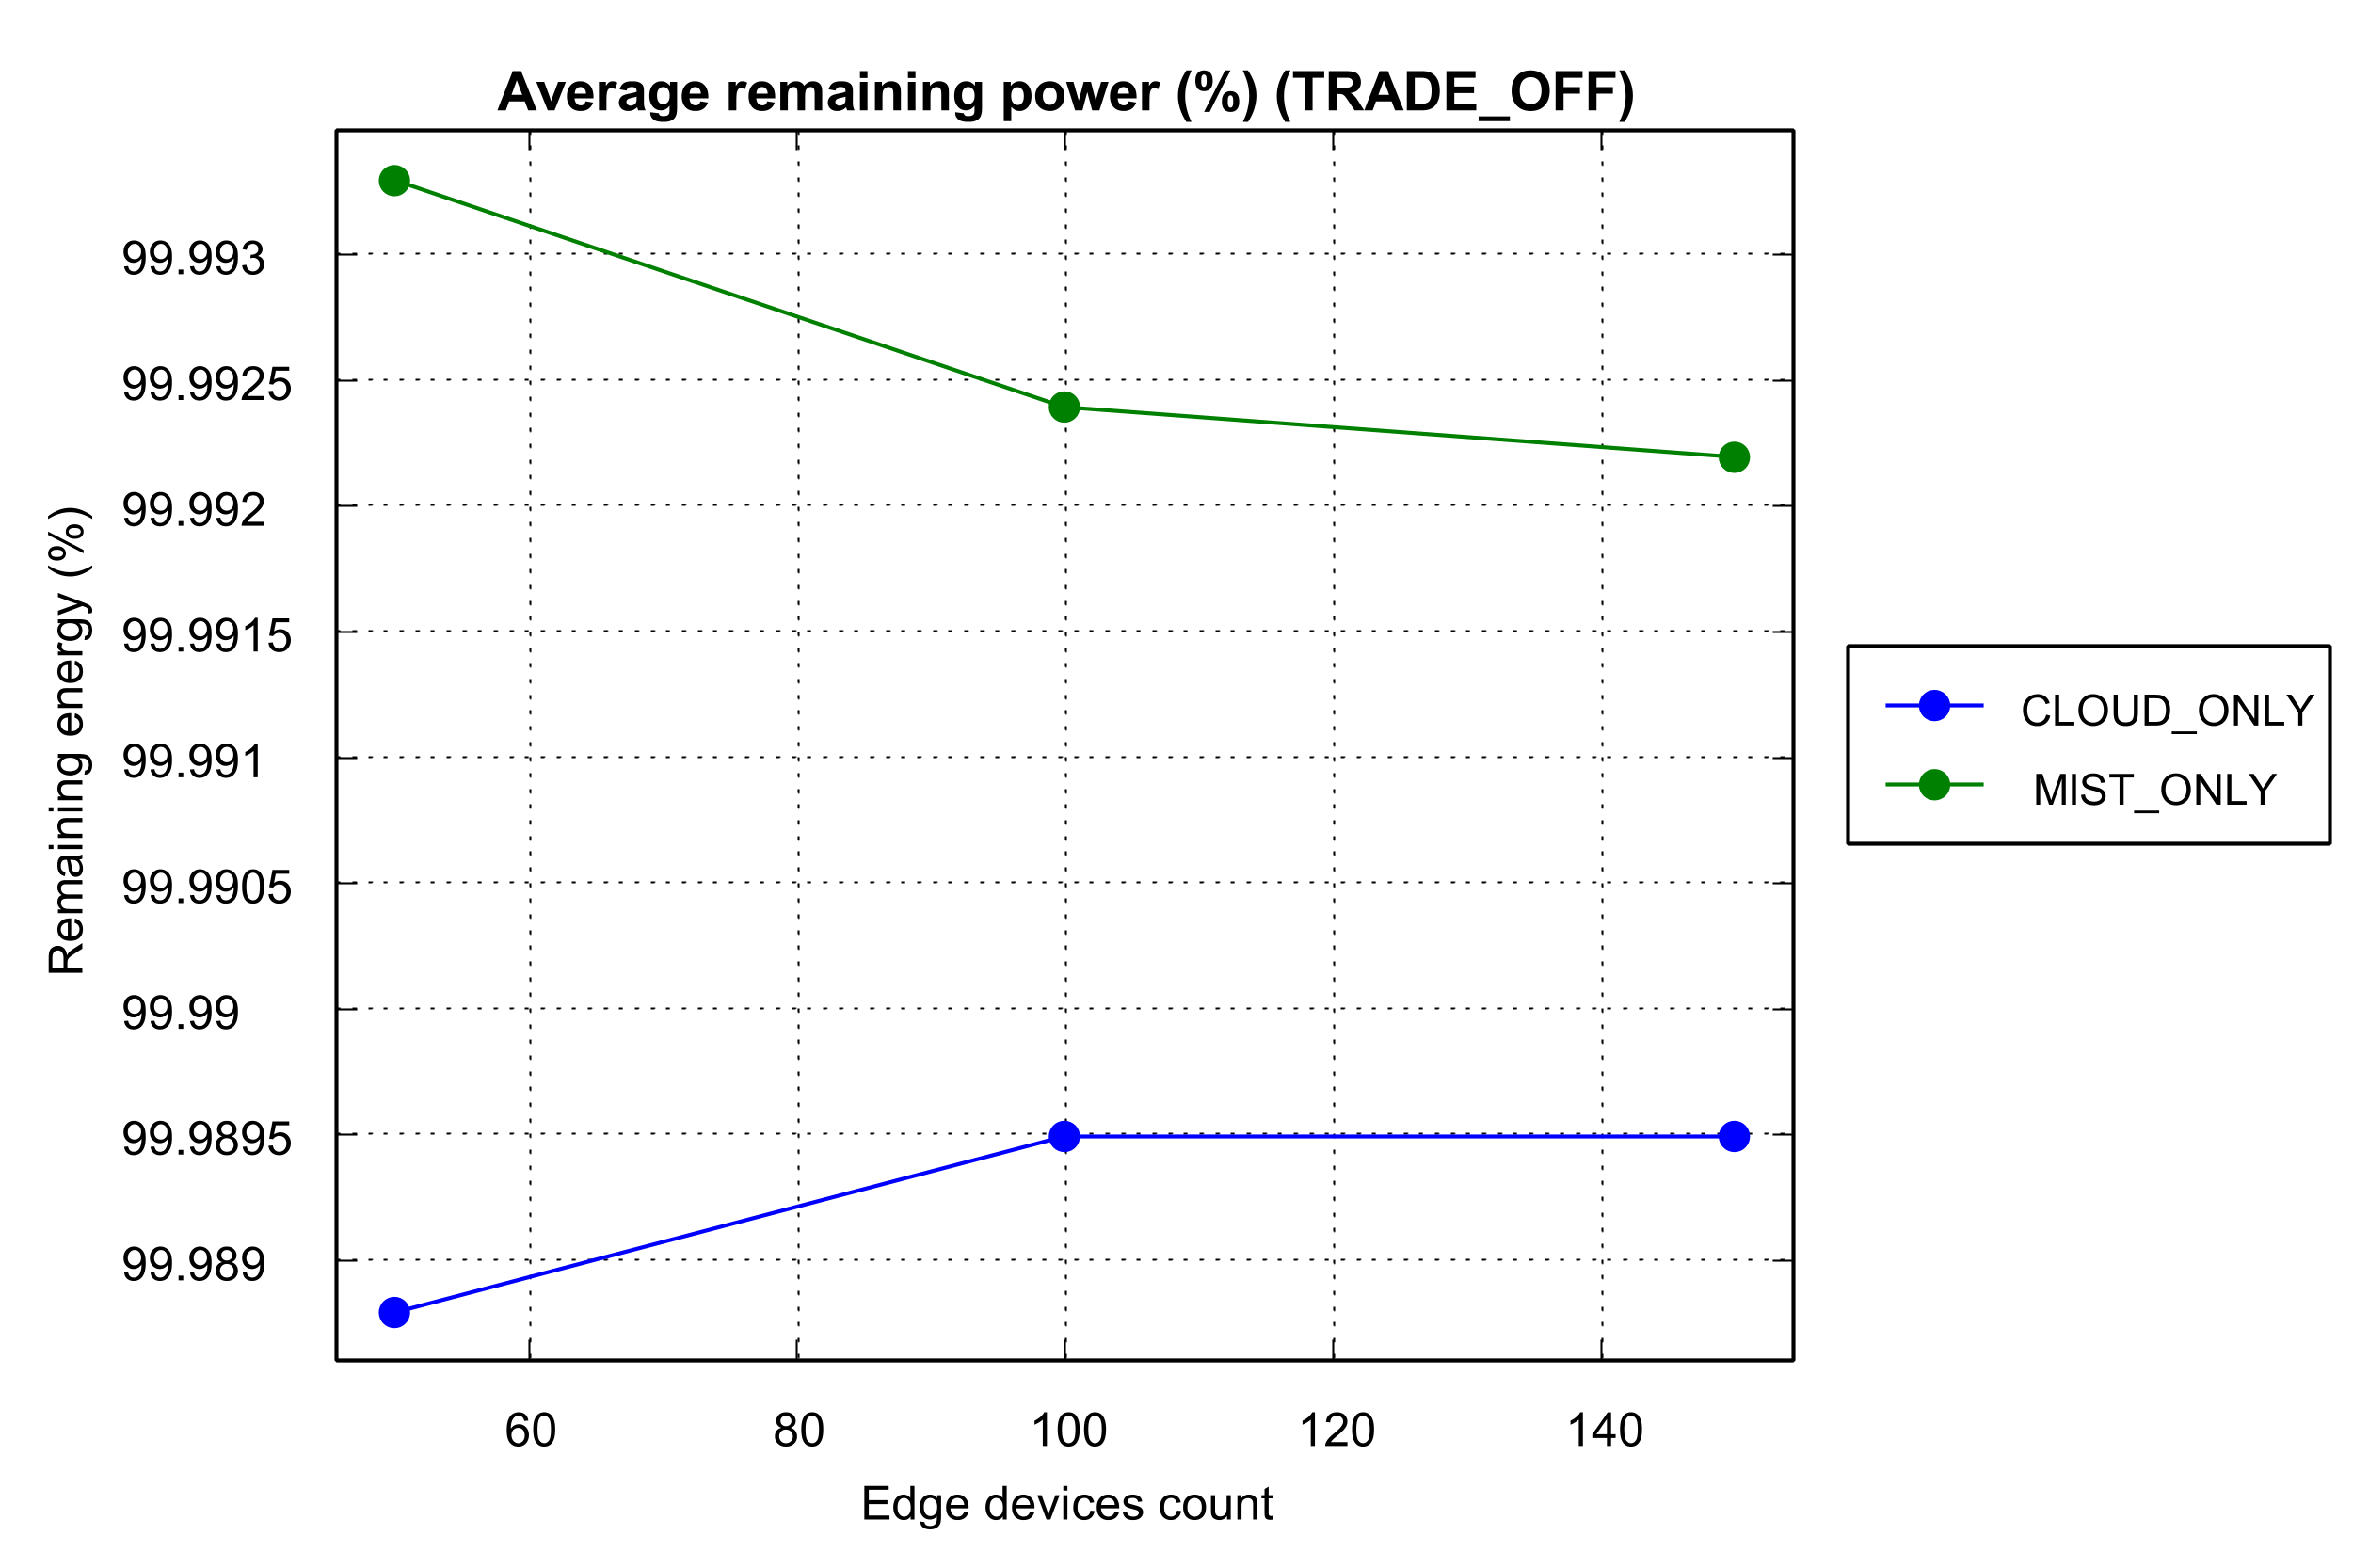 Average remaining power (%) (TRADE_OFF)
Remaining energy (%)
99.993
99.9925
99.992
99.9915
99.991
99.9905
99.99
99.9895
99.989
CLOUD_ONLY
MIST_ONLY
60 80 100 120 140
Edge devices count